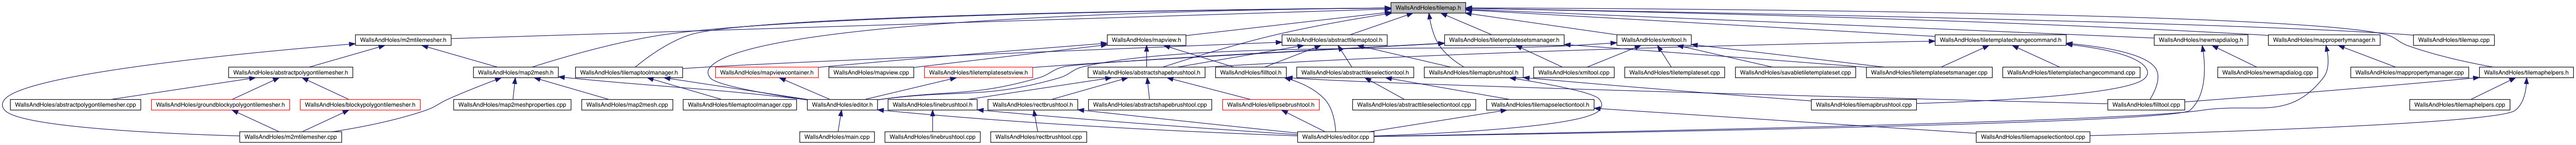 WallsAndHoles/tilemap.h
WallsAndHoles/m2mtilemesher.h
WallsAndHoles/mapview.h
WallsAndHoles/abstracttilemaptool.h
WallsAndHoles/tiletemplatesetsmanager.h
WallsAndHoles/xmltool.h
WallsAndHoles/tiletemplatechangecommand.h
WallsAndHoles/newmapdialog.h
WallsAndHoles/mappropertymanager.h
WallsAndHoles/tilemap.cpp
WallsAndHoles/abstractpolygontilemesher.h
WallsAndHoles/map2mesh.h
WallsAndHoles/tilemaptoolmanager.h
WallsAndHoles/mapviewcontainer.h
WallsAndHoles/mapview.cpp
WallsAndHoles/tiletemplatesetsview.h
WallsAndHoles/abstractshapebrushtool.h
WallsAndHoles/filltool.h
WallsAndHoles/abstracttileselectiontool.h
WallsAndHoles/tilemapbrushtool.h
WallsAndHoles/xmltool.cpp
WallsAndHoles/tiletemplateset.cpp
WallsAndHoles/savabletiletemplateset.cpp
WallsAndHoles/tiletemplatesetsmanager.cpp
WallsAndHoles/tiletemplatechangecommand.cpp
WallsAndHoles/newmapdialog.cpp
WallsAndHoles/mappropertymanager.cpp
WallsAndHoles/tilemaphelpers.h
WallsAndHoles/abstractpolygontilemesher.cpp
WallsAndHoles/groundblockypolygontilemesher.h
WallsAndHoles/blockypolygontilemesher.h
WallsAndHoles/map2meshproperties.cpp
WallsAndHoles/map2mesh.cpp
WallsAndHoles/tilemaptoolmanager.cpp
WallsAndHoles/editor.h
WallsAndHoles/linebrushtool.h
WallsAndHoles/rectbrushtool.h
WallsAndHoles/abstractshapebrushtool.cpp
WallsAndHoles/ellipsebrushtool.h
WallsAndHoles/abstracttileselectiontool.cpp
WallsAndHoles/tilemapselectiontool.h
WallsAndHoles/tilemapbrushtool.cpp
WallsAndHoles/filltool.cpp
WallsAndHoles/tilemaphelpers.cpp
WallsAndHoles/m2mtilemesher.cpp
WallsAndHoles/main.cpp
WallsAndHoles/linebrushtool.cpp
WallsAndHoles/rectbrushtool.cpp
WallsAndHoles/editor.cpp
WallsAndHoles/tilemapselectiontool.cpp